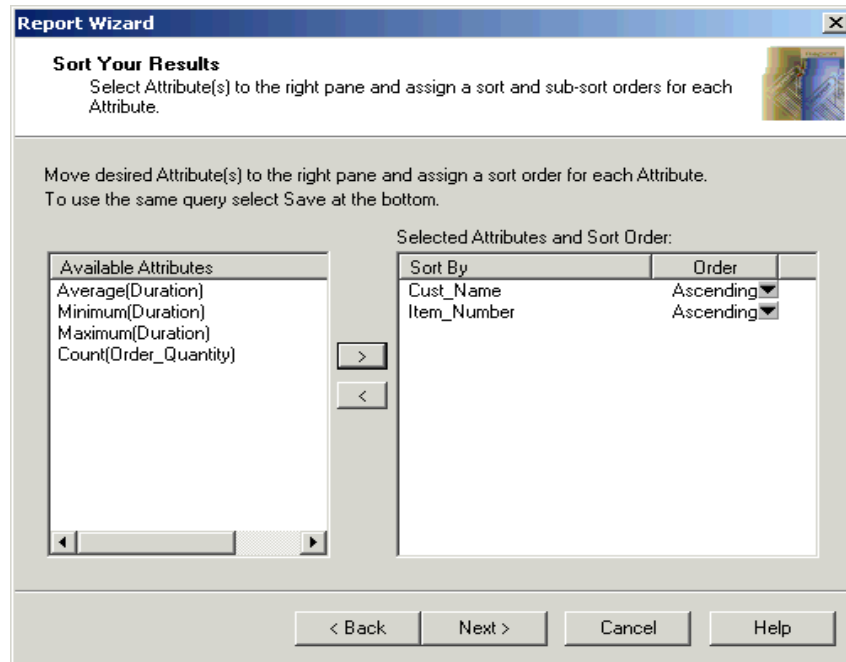 Report Wizard
Sort Your Results
Select Attribute(s) to the right pane and assign a sort and sub-sort orders for each
Attribute.
Move desired Attribute(s) to the right pane and assign a sort order for each Attribute.
To use the same query select Save at the bottom.
Selected Attributes and Sort Order:
Available Attributes
Average(Duration)
Minimum(Duration)
Maximum(Duration)
Count(Order_Quantity)
>
<
Sort By Order
Cust_Name Ascending
Item_Number Ascending
< Back Next > Cancel Help